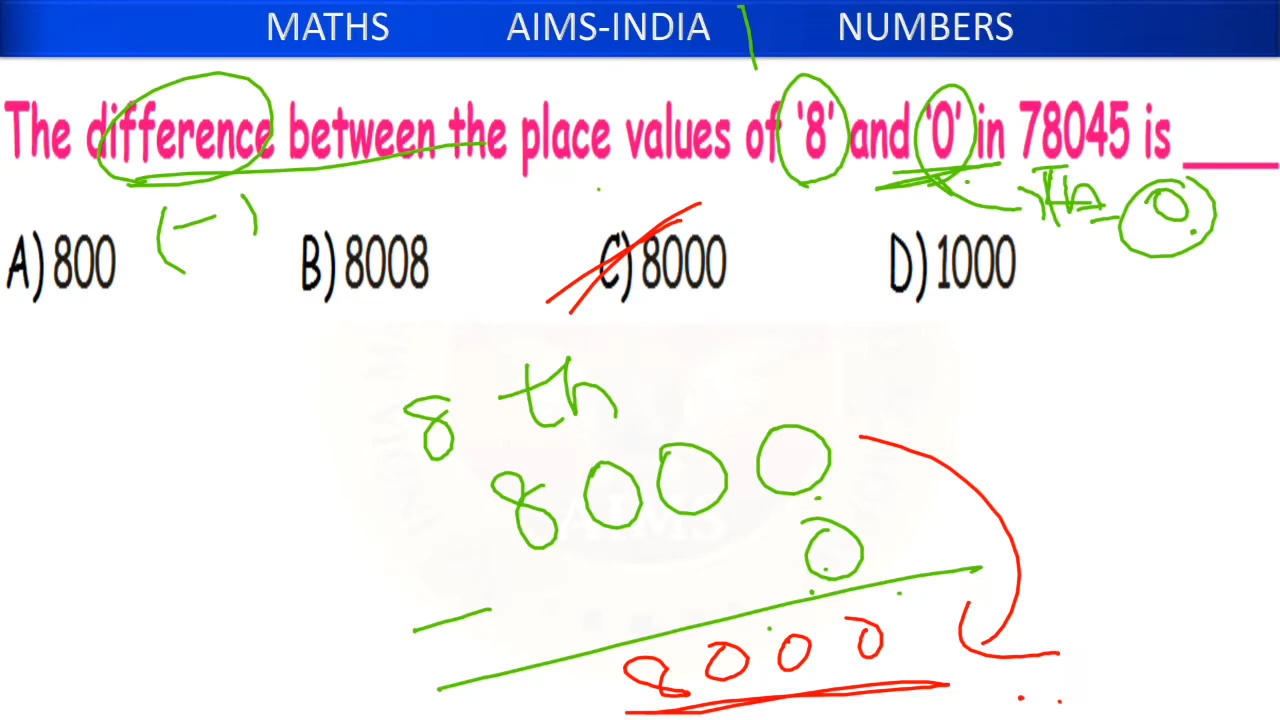 MATHS AIMS-INDIA NUMBERS
The difference between the place values of '8' and '0' in 78045 is ____
(-) Th 0
A) 800 B) 8008 C) 8000 D) 1000
8 th
8000
0
8000
AIMS